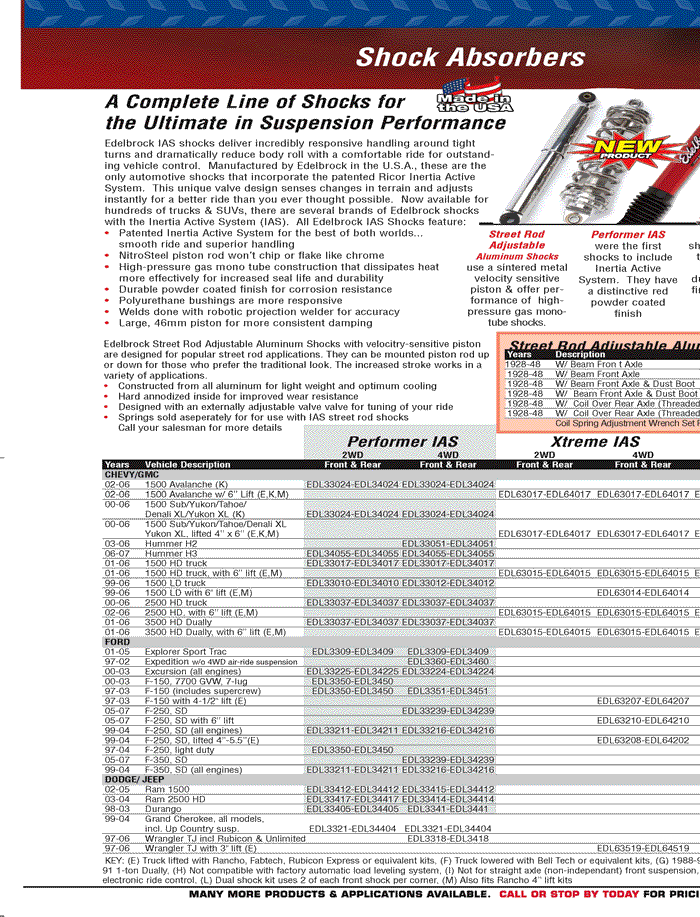 Shock Absorbers
A Complete Line of Shocks for
the Ultimate in Suspension Performance
Made in
the USA
Edelbrock IAS shocks deliver incredibly responsive handling around tight
turns and dramatically reduce body roll with a comfortable ride for outstand-
ing vehicle control. Manufactured by Edelbrock in the U.S.A., these are the
only automotive shocks that incorporate the patented Ricor Inertia Active
System. This unique valve design senses changes in terrain and adjusts
instantly for a better ride than you ever thought possible. Now available for
hundreds of trucks & SUVs, there are several brands of Edelbrock shocks
with the Inertia Active System (IAS). All Edelbrock IAS Shocks feature:
• Patented Inertia Active System for the best of both worlds...
smooth ride and superior handling
• NitroSteel piston rod won't chip or flake like chrome
• High-pressure gas mono tube construction that dissipates heat
more effectively for increased seal life and durability
• Durable powder coated finish for corrosion resistance
• Polyurethane bushings are more responsive
• Welds done with robotic projection welder for accuracy
• Large, 46mm piston for more consistent damping
NEW
PRODUCT
Street Rod
Adjustable
Aluminum Shocks
use a sintered metal
velocity sensitive
piston & offer per-
formance of high-
pressure gas mono-
tube shocks.
Performer IAS
were the first
shocks to include
Inertia Active
System. They have
a distinctive red
powder coated
finish
Edelbrock Street Rod Adjustable Aluminum Shocks with velocitry-sensitive piston
are designed for popular street rod applications. They can be mounted piston rod up
or down for those who prefer the traditional look. The increased stroke works in a
variety of applications.
• Constructed from all aluminum for light weight and optimum cooling
• Hard annodized inside for improved wear resistance
• Designed with an externally adjustable valve valve for tuning of your ride
• Springs sold aseperately for for use with IAS street rod shocks
Call your salesman for more details
Street Rod Adjustable Alum
Years Description
1928-48 W/ Beam Fron t Axle
1928-48 W/ Beam Front Axle
1928-48 W/ Beam Front Axle & Dust Boot
1928-48 W/ Beam Front Axle & Dust Boot
1928-48 W/ Coil Over Rear Axle (Threaded
1928-48 W/ Coil Over Rear Axle (Threaded
Coil Spring Adjustment Wrench Set F
Performer IAS Xtreme IAS
2WD 4WD 2WD 4WD
Years Vehicle Description Front & Rear Front & Rear Front & Rear Front & Rear
CHEVY/GMC
02-06 1500 Avalanche (K) EDL33024-EDL34024 EDL33024-EDL34024
02-06 1500 Avalanche w/ 6" Lift (E,K,M) EDL63017-EDL64017 EDL63017-EDL64017 E
00-06 1500 Sub/Yukon/Tahoe/
Denali XL/Yukon XL (K) EDL33024-EDL34024 EDL33024-EDL34024
00-06 1500 Sub/Yukon/Tahoe/Denali XL
Yukon XL, lifted 4" x 6" (E,K,M) EDL63017-EDL64017 EDL63017-EDL64017 E
03-06 Hummer H2 EDL33051-EDL34051
06-07 Hummer H3 EDL34055-EDL34055 EDL34055-EDL34055
01-06 1500 HD truck EDL33017-EDL34017 EDL33017-EDL34017
01-06 1500 HD truck, with 6" lift (E,M) EDL63015-EDL64015 EDL63015-EDL64015 E
99-06 1500 LD truck EDL33010-EDL34010 EDL33012-EDL34012
99-06 1500 LD with 6" lift (E,M) EDL63014-EDL64014
00-06 2500 HD truck EDL33037-EDL34037 EDL33037-EDL34037
02-06 2500 HD, with 6" lift (E,M) EDL63015-EDL64015 EDL63015-EDL64015 E
01-06 3500 HD Dually EDL33037-EDL34037 EDL33037-EDL34037
01-06 3500 HD Dually, with 6" lift (E,M) EDL63015-EDL64015 EDL63015-EDL64015 E
FORD
01-05 Explorer Sport Trac EDL3309-EDL3409 EDL3309-EDL3409
97-02 Expedition w/o 4WD air-ride suspension EDL3360-EDL3460
00-03 Excursion (all engines) EDL33225-EDL34225 EDL33224-EDL34224
00-03 F-150, 7700 GVW, 7-lug EDL3350-EDL3450
97-03 F-150 (includes supercrew) EDL3350-EDL3450 EDL3351-EDL3451
97-03 F-150 with 4-1/2" lift (E) EDL63207-EDL64207
05-07 F-250, SD EDL33239-EDL34239
05-07 F-250, SD with 6" lift EDL63210-EDL64210
99-04 F-250, SD (all engines) EDL33211-EDL34211 EDL33216-EDL34216
99-04 F-250, SD, lifted 4"-5.5"(E) EDL63208-EDL64202
97-04 F-250, light duty EDL3350-EDL3450
05-07 F-350, SD EDL33239-EDL34239
99-04 F-350, SD (all engines) EDL33211-EDL34211 EDL33216-EDL34216
DODGE/ JEEP
02-05 Ram 1500 EDL33412-EDL34412 EDL33415-EDL34412
03-04 Ram 2500 HD EDL33417-EDL34417 EDL33414-EDL34414
98-03 Durango EDL33405-EDL34405 EDL3341-EDL3441
99-04 Grand Cherokee, all models,
incl. Up Country susp. EDL3321-EDL34404 EDL3321-EDL34404
97-06 Wrangler TJ incl Rubicon & Unlimited EDL3318-EDL3418
97-06 Wrangler TJ with 3" lift (E) EDL63519-EDL64519
KEY: (E) Truck lifted with Rancho, Fabtech, Rubicon Express or equivalent kits, (F) Truck lowered with Bell Tech or equivalent kits, (G) 1988-9
91 1-ton Dually, (H) Not compatible with factory automatic load leveling system, (I) Not for straight axle (non-independant) front suspension,
electronic ride control, (L) Dual shock kit uses 2 of each front shock per corner, (M) Also fits Rancho 4" lift kits
MANY MORE PRODUCTS & APPLICATIONS AVAILABLE. CALL OR STOP BY TODAY FOR PRICI